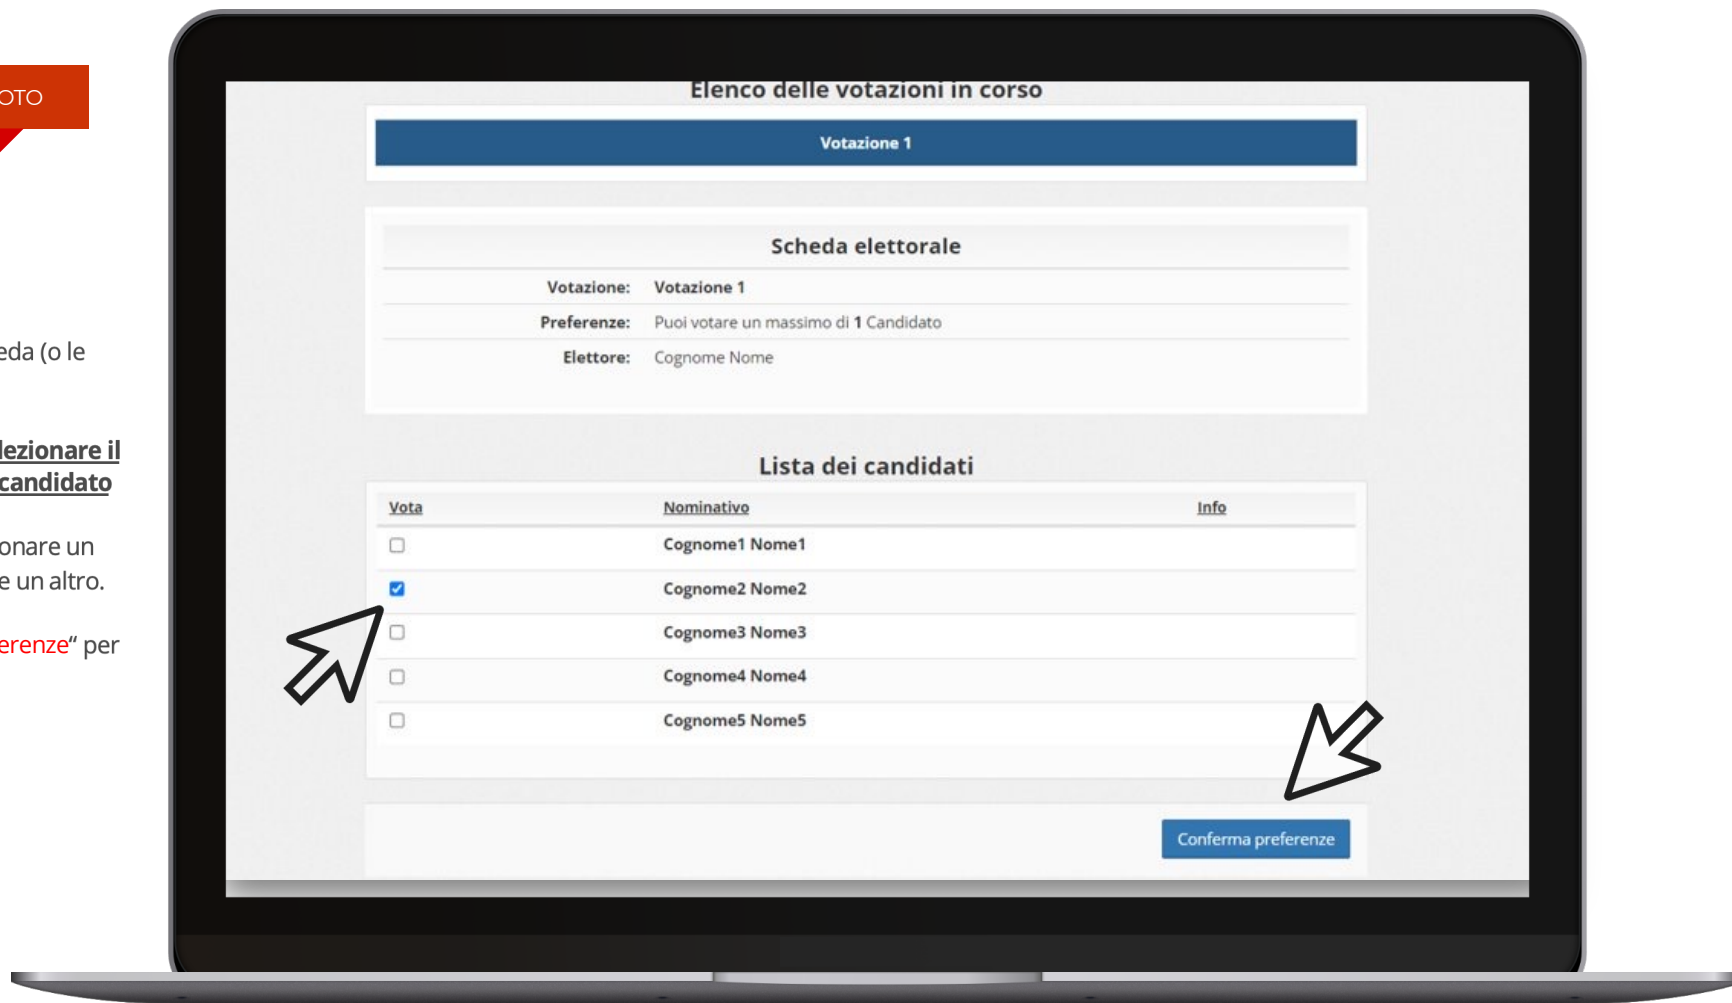 OTO
eda (o le
lezionare il
candidato
onare un
e un altro.
erenze“ per
Elenco delle votazioni in corso
Votazione 1
Scheda elettorale
Votazione: Votazione 1
Preferenze: Puoi votare un massimo di 1 Candidato
Elettore: Cognome Nome
Lista dei candidati
Vota Nominativo Info
Cognome1 Nome1
Cognome2 Nome2
Cognome3 Nome3
Cognome4 Nome4
Cognome5 Nome5
Conferma preferenze